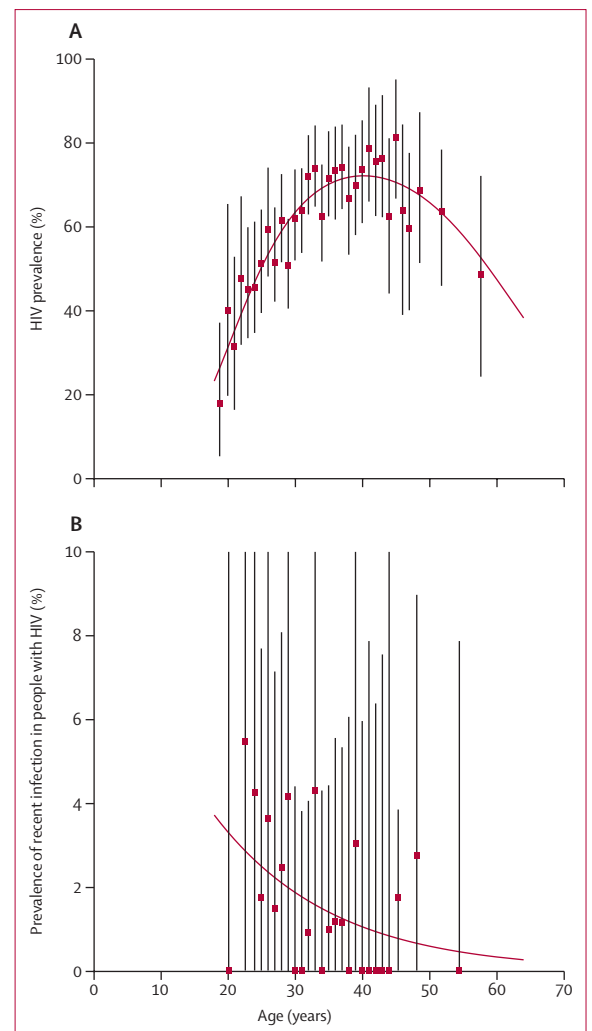 A
100
80
60
40
20
0
HIV prevalence (%)
B
10
8
6
4
2
0
Prevalence of recent infection in people with HIV (%)
0 10 20 30 40 50 60 70
Age (years)